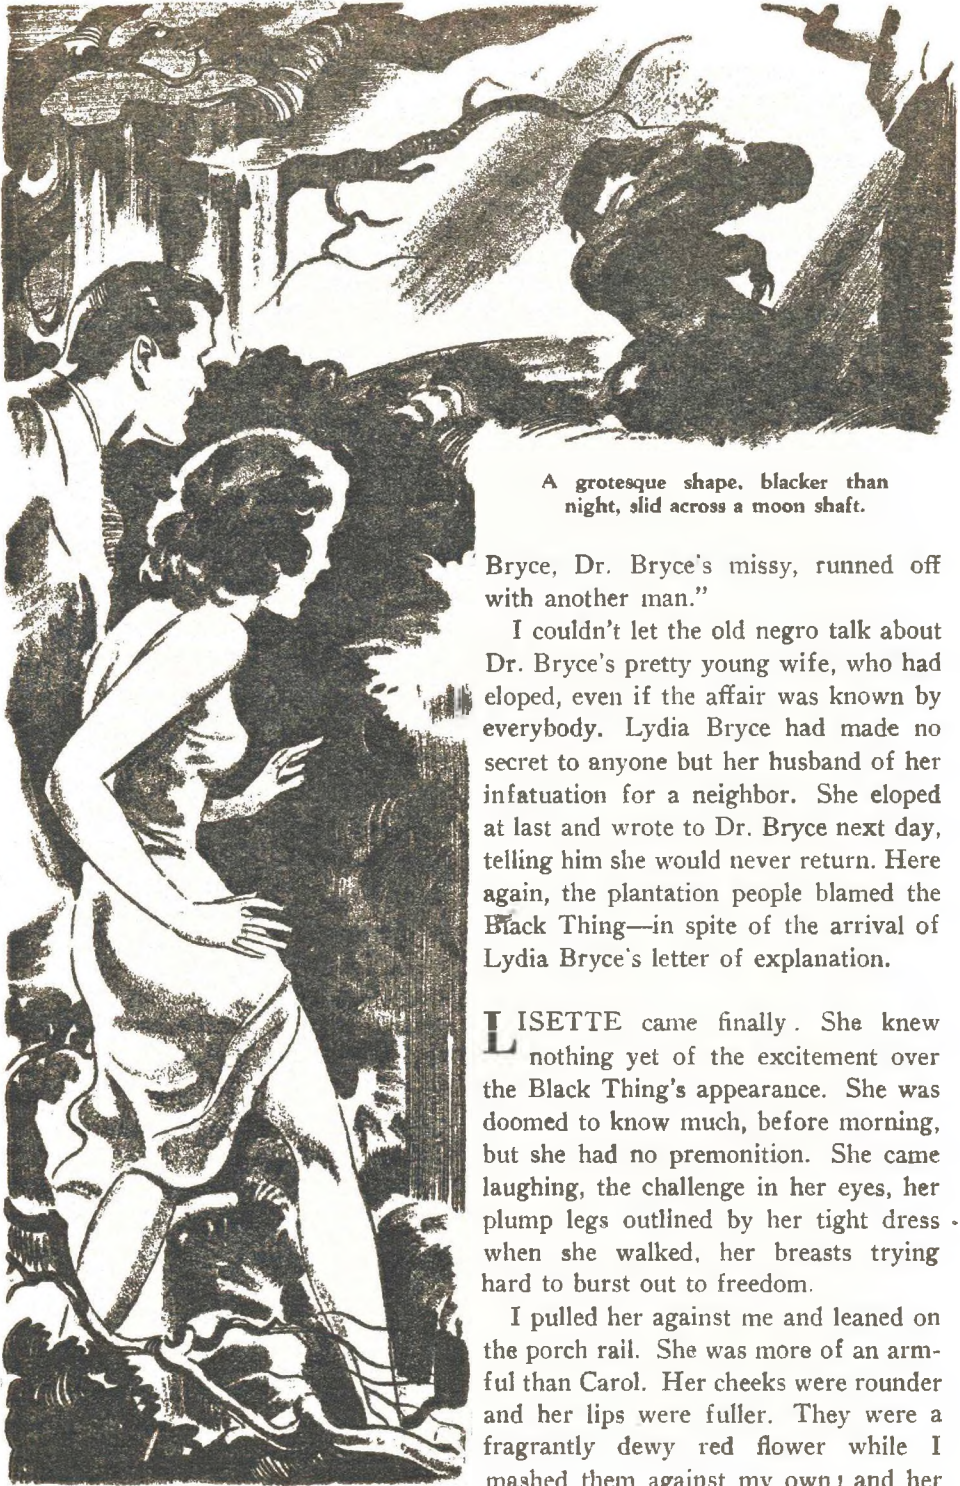 A grotesque shape, blacker than
night, slid across a moon shaft.
Bryce, Dr. Bryce's missy, runned off
with another man.”
I couldn't let the old negro talk about
Dr. Bryce's pretty young wife, who had
eloped, even if the affair was known by
everybody. Lydia Bryce had made no
secret to anyone but her husband of her
infatuation for a neighbor. She eloped
at last and wrote to Dr. Bryce next day,
telling him she would never return. Here
again, the plantation people blamed the
Black Thing—in spite of the arrival of
Lydia Bryce's letter of explanation.
LISETTE came finally. She knew
nothing yet of the excitement over
the Black Thing's appearance. She was
doomed to know much, before morning,
but she had no premonition. She came
laughing, the challenge in her eyes, her
plump legs outlined by her tight dress
when she walked, her breasts trying
hard to burst out to freedom.
I pulled her against me and leaned on
the porch rail. She was more of an arm-
ful than Carol. Her cheeks were rounder
and her lips were fuller. They were a
fragrantly dewy red flower while I
mashed them against my own; and her